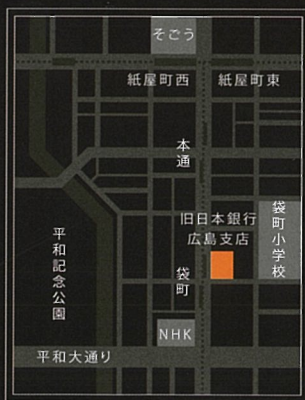 そごう
紙屋町西
紙屋町東
本通
旧日本銀行
広島支店
袋町小学校
平和記念公園
袋町
NHK
平和大通り